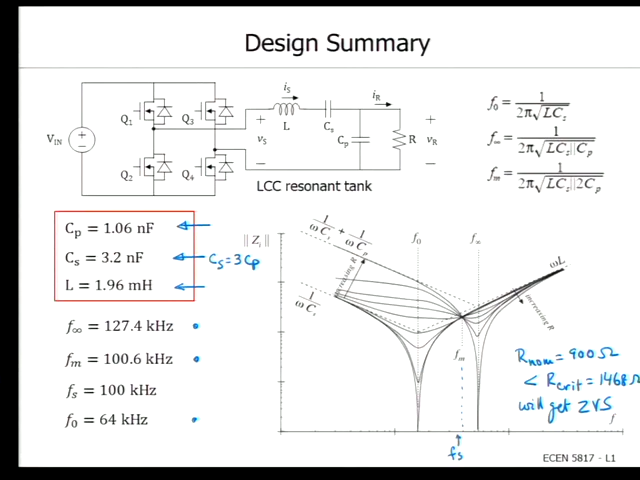 Design Summary
V_IN
Q_1
Q_3
Q_2
Q_4
i_S
L
C_s
i_R
+
v_S
−
C_p
R
+
v_R
−
LCC resonant tank
f_0 = 1 / 2π√LC_s
f_∞ = 1 / 2π√LC_s||C_p
f_m = 1 / 2π√LC_s||2C_p
C_p = 1.06 nF
C_s = 3.2 nF
C_s = 3C_p
L = 1.96 mH
f_∞ = 127.4 kHz
f_m = 100.6 kHz
f_s = 100 kHz
f_0 = 64 kHz
|| Z_i ||
1/ωC_s + 1/ωC_p
f_0
f_∞
ωL
increasing R
increasing R
1/ωC_s
f_m
f
f_s
R_nom = 900 Ω
< R_crit = 1468 Ω
will get ZVS
ECEN 5817 - L1